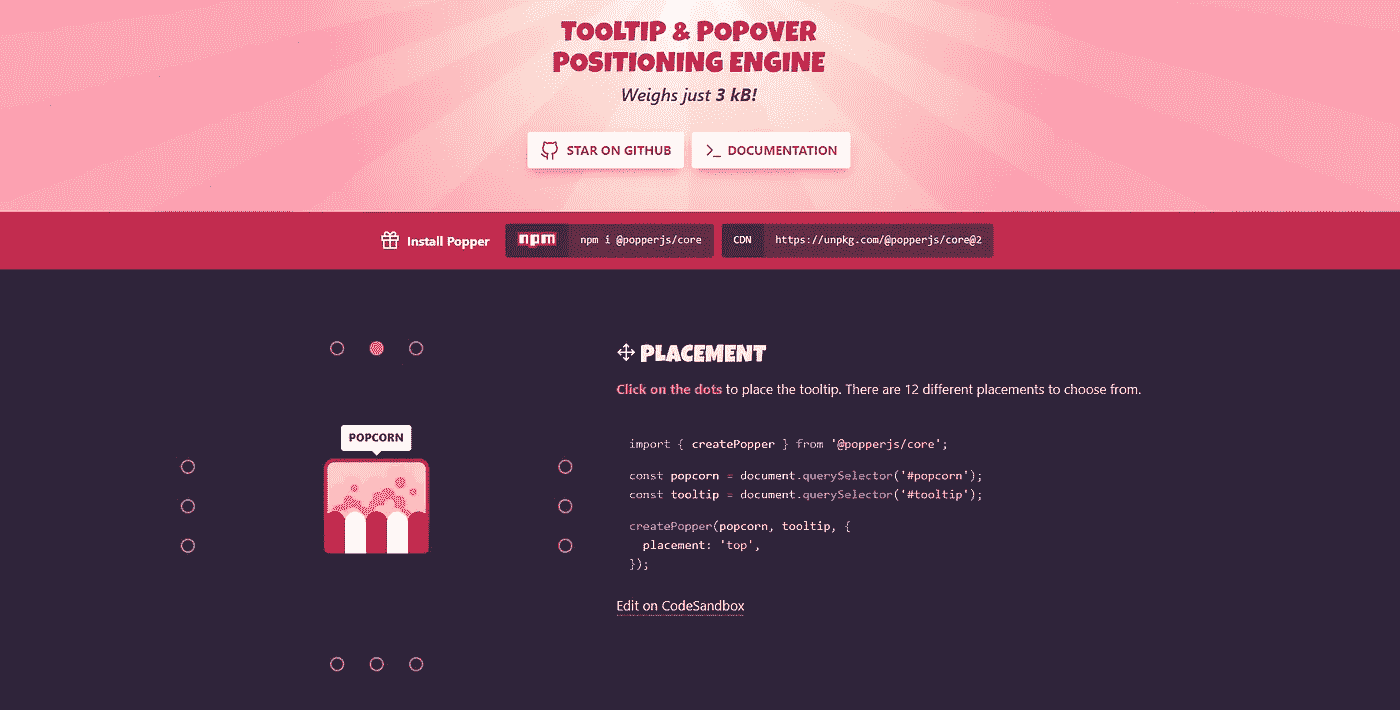 TOOLTIP & POPOVER
POSITIONING ENGINE
Weighs just 3 kB!
STAR ON GITHUB
DOCUMENTATION
Install Popper
npm
npm i @popperjs/core
CDN
https://unpkg.com/@popperjs/core@2
POPCORN
PLACEMENT
Click on the dots to place the tooltip. There are 12 different placements to choose from.
import { createPopper } from '@popperjs/core';
const popcorn = document.querySelector('#popcorn');
const tooltip = document.querySelector('#tooltip');
createPopper(popcorn, tooltip, {
  placement: 'top',
});
Edit on CodeSandbox